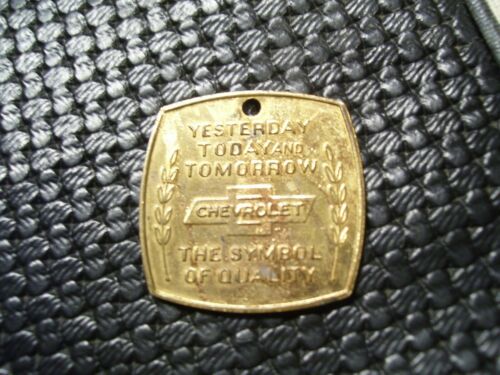 YESTERDAY
TODAY AND
TOMORROW
CHEVROLET
THE SYMBOL
OF QUALITY